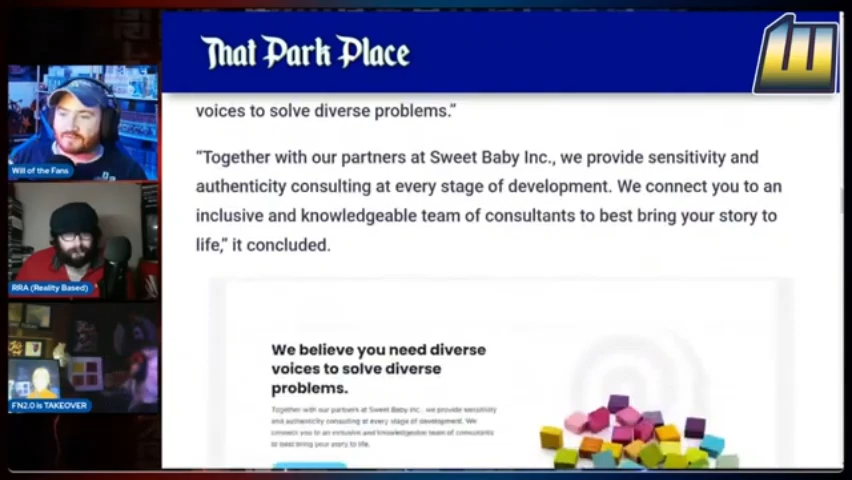 That Park Place
voices to solve diverse problems.”
“Together with our partners at Sweet Baby Inc., we provide sensitivity and
authenticity consulting at every stage of development. We connect you to an
inclusive and knowledgeable team of consultants to best bring your story to
life,” it concluded.
We believe you need diverse
voices to solve diverse
problems.
Together with our partners at Sweet Baby Inc., we provide sensitivity
and authenticity consulting at every stage of development. We
connect you to an inclusive and knowledgeable team of consultants
to best bring your story to life.
Will of the Fans
RRA (Reality Based)
FN2.0 is TAKEOVER